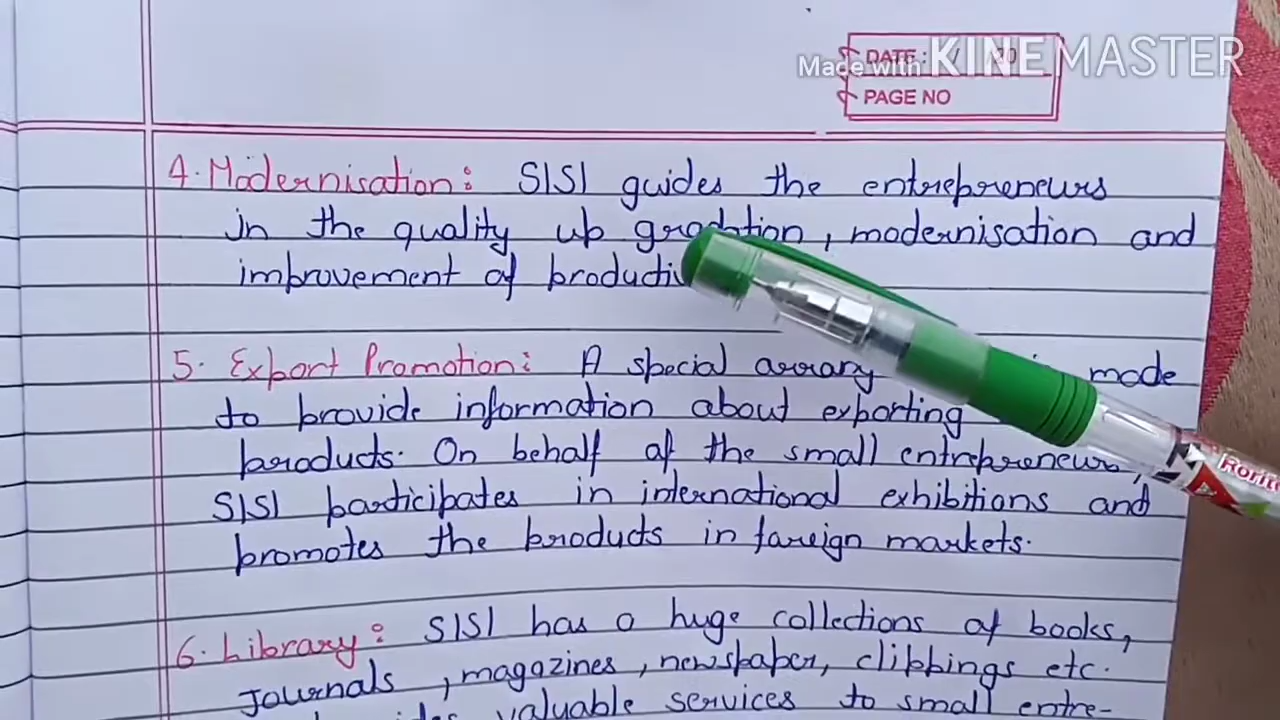 Made with KINEMASTER
DATE: / /20
PAGE NO
4. Modernisation: SISI guides the entrepreneurs
in the quality up gradation, modernisation and
improvement of
5. Export Promotion: A special made
to provide information about exporting
products. On behalf of the small entrepreneurs,
SISI participates in international exhibitions and
promotes the products in foreign markets.
6. Library: SISI has a huge collections of books,
Journals, magazines, newspaper, clippings etc.
valuable services to small entre-
Rorito